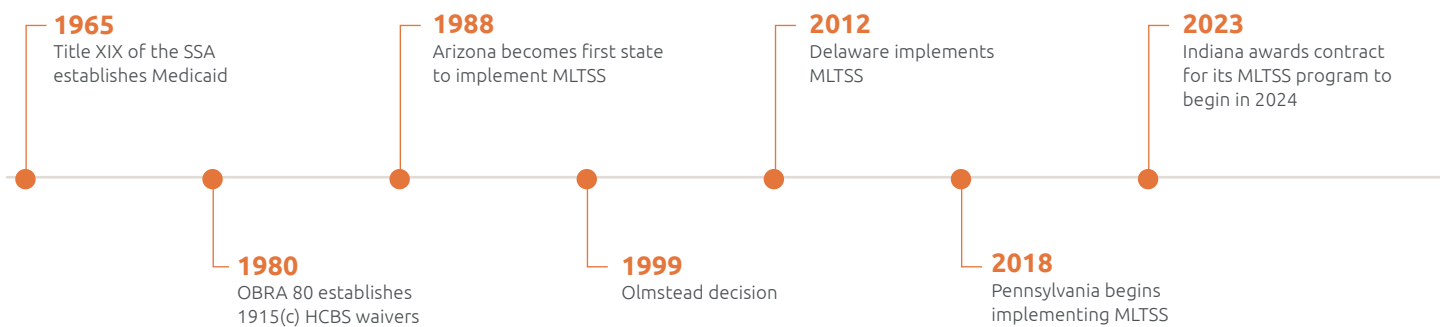 1965
Title XIX of the SSA
establishes Medicaid
1980
OBRA 80 establishes
1915(c) HCBS waivers
1988
Arizona becomes first state
to implement MLTSS
1999
Olmstead decision
2012
Delaware implements
MLTSS
2018
Pennsylvania begins
implementing MLTSS
2023
Indiana awards contract
for its MLTSS program to
begin in 2024